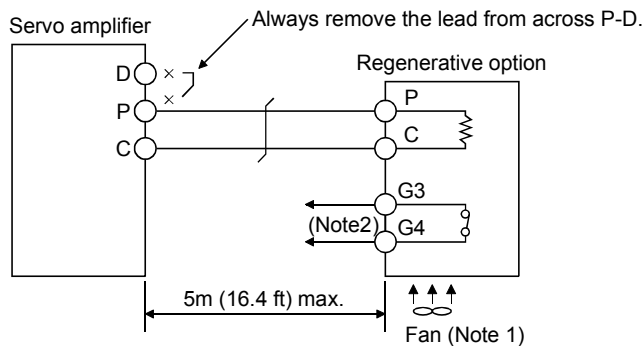 Always remove the lead from across P-D.
Servo amplifier
Regenerative option
D
P
P
C
C
G3
(Note2)
G4
5m (16.4 ft) max.
Fan (Note 1)